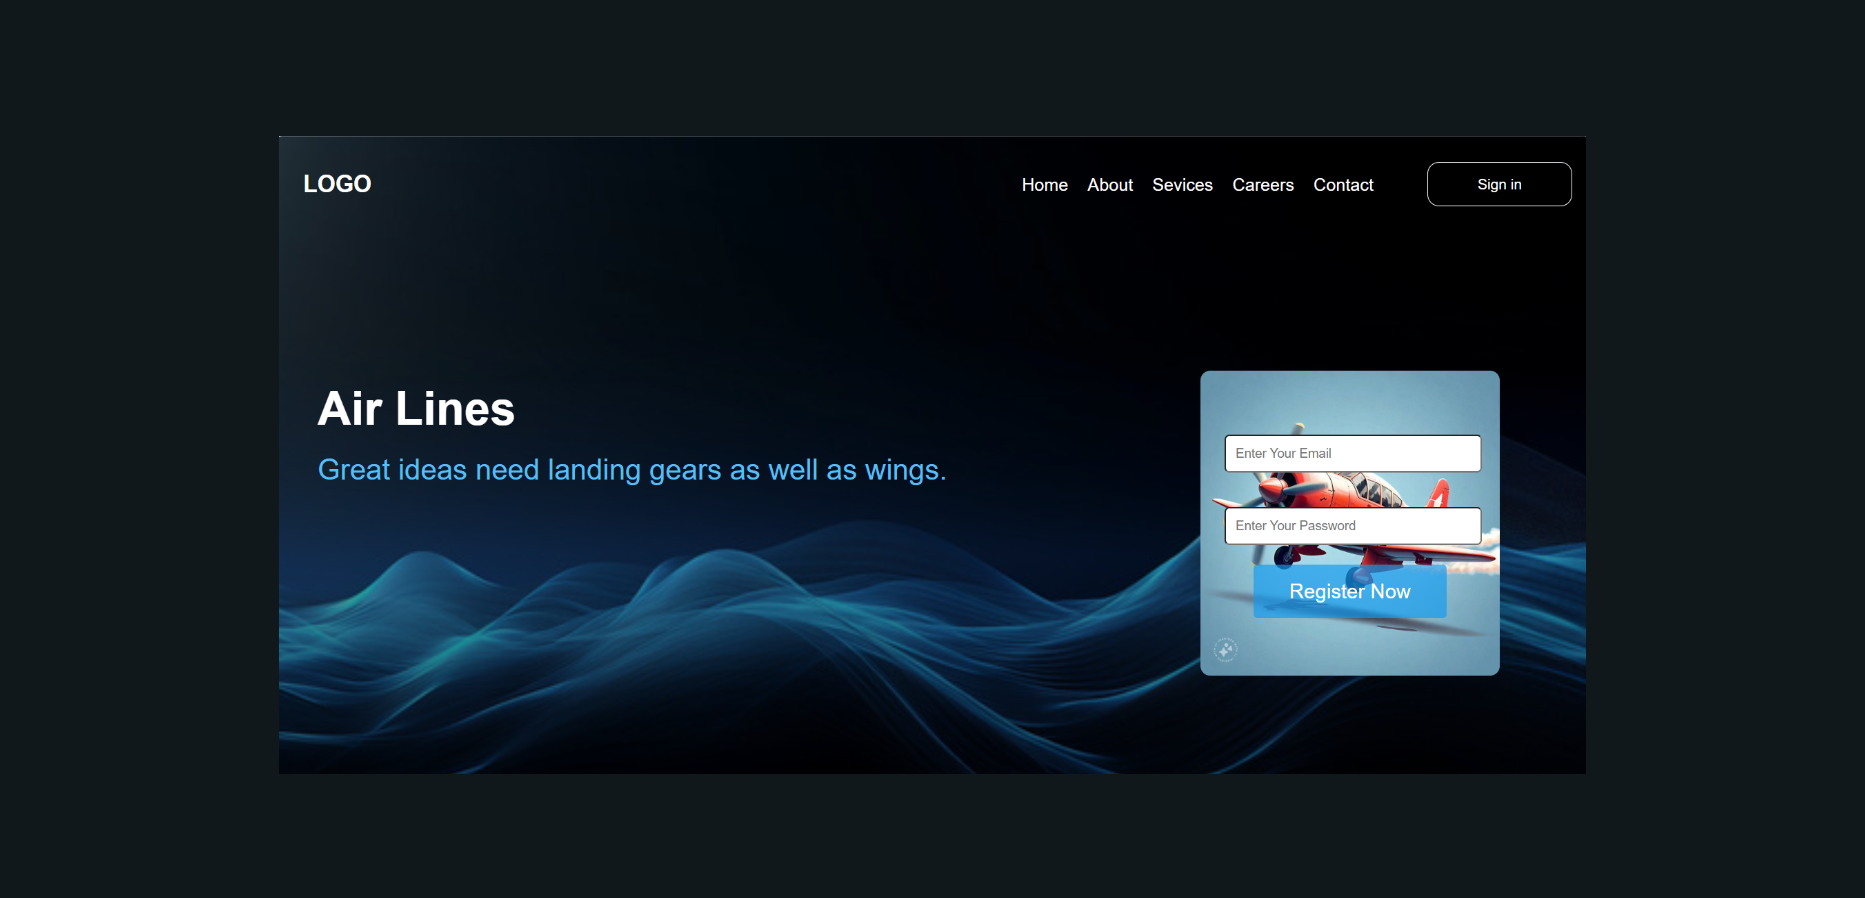 LOGO
Home About Sevices Careers Contact Sign in
Air Lines
Great ideas need landing gears as well as wings.
Enter Your Email
Enter Your Password
Register Now